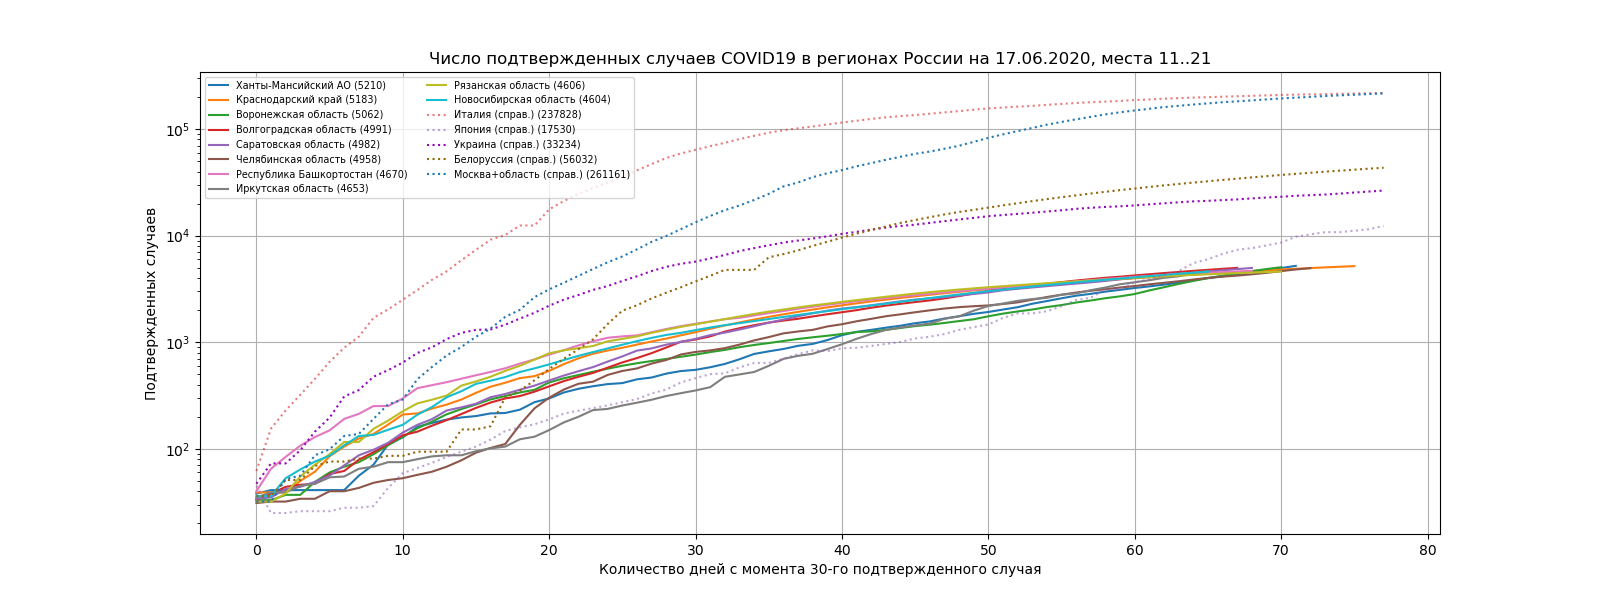 Число подтвержденных случаев COVID19 в регионах России на 17.06.2020, места 11..21
Ханты-Мансийский АО (5210)
Краснодарский край (5183)
Воронежская область (5062)
Волгоградская область (4991)
Саратовская область (4982)
Челябинская область (4958)
Республика Башкортостан (4670)
Иркутская область (4653)
Рязанская область (4606)
Новосибирская область (4604)
Италия (справ.) (237828)
Япония (справ.) (17530)
Украина (справ.) (33234)
Белоруссия (справ.) (56032)
Москва+область (справ.) (261161)
Подтвержденных случаев
10⁵
10⁴
10³
10²
0 10 20 30 40 50 60 70 80
Количество дней с момента 30-го подтвержденного случая